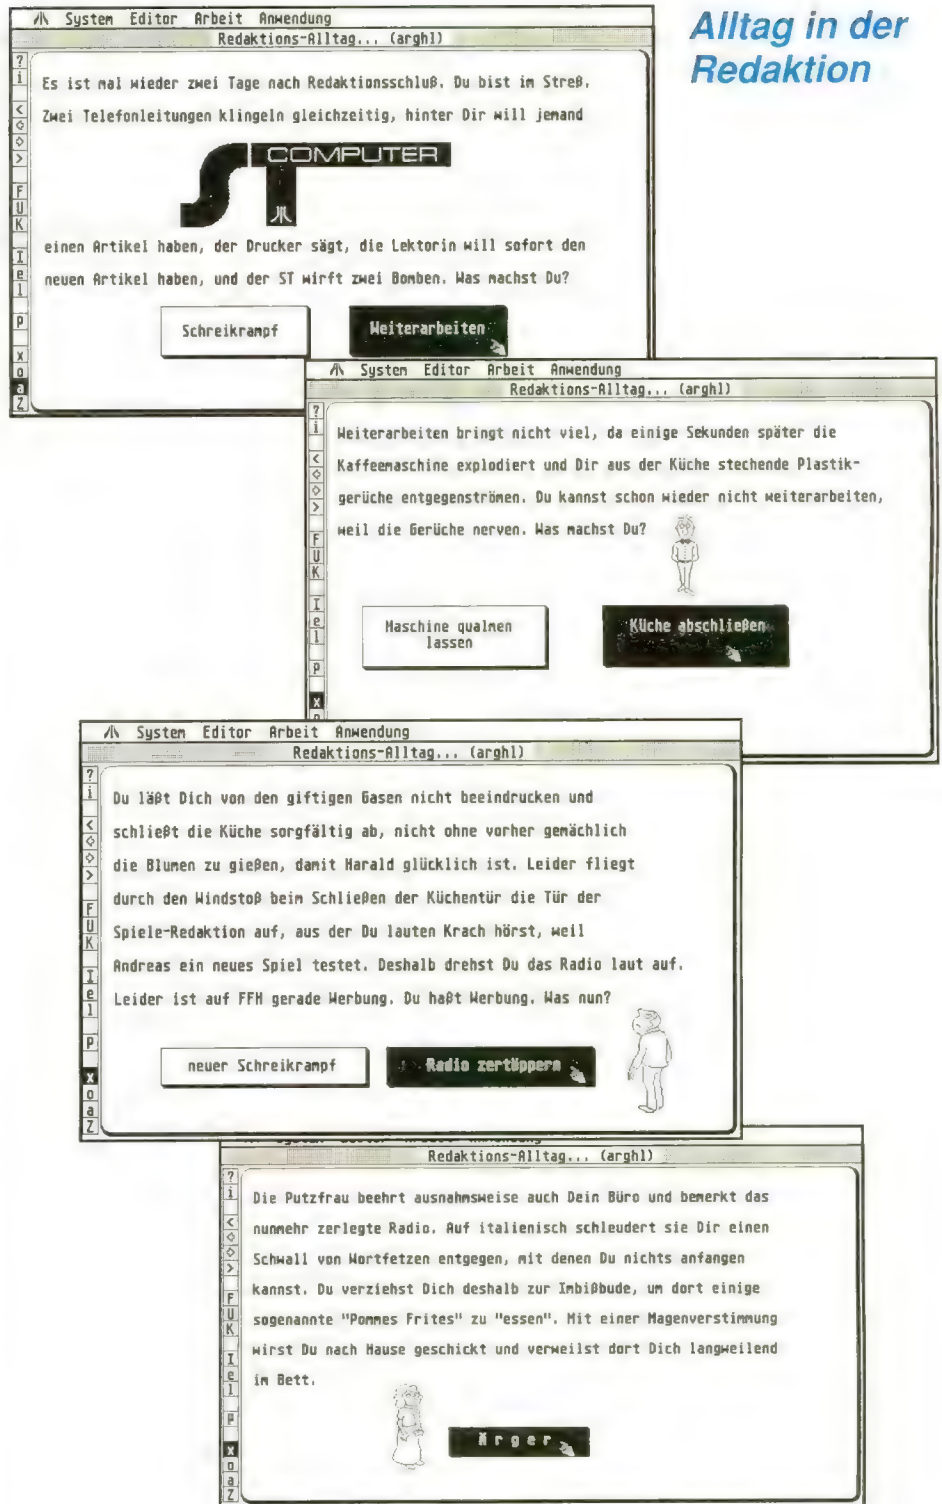 Alltag in der
Redaktion
System Editor Arbeit Anwendung
Redaktions-Alltag... (arghl)
?
i
<
◇
◇
>
F
U
K
I
e
l
P
x
o
a
Z
Es ist mal wieder zwei Tage nach Redaktionsschluß. Du bist im Streß.
Zwei Telefonleitungen klingeln gleichzeitig, hinter Dir will jemand
ST COMPUTER
einen Artikel haben, der Drucker sägt, die Lektorin will sofort den
neuen Artikel haben, und der ST wirft zwei Bomben. Was machst Du?
Schreikrampf
Weiterarbeiten
System Editor Arbeit Anwendung
Redaktions-Alltag... (arghl)
?
i
<
◇
◇
>
F
U
K
I
e
l
P
x
Weiterarbeiten bringt nicht viel, da einige Sekunden später die
Kaffeemaschine explodiert und Dir aus der Küche stechende Plastik-
gerüche entgegenströmen. Du kannst schon wieder nicht weiterarbeiten,
weil die Gerüche nerven. Was machst Du?
Maschine qualmen
lassen
Küche abschließen
System Editor Arbeit Anwendung
Redaktions-Alltag... (arghl)
?
i
<
◇
◇
>
F
U
K
I
e
l
P
x
o
a
Z
Du läßt Dich von den giftigen Gasen nicht beeindrucken und
schließt die Küche sorgfältig ab, nicht ohne vorher gemächlich
die Blumen zu gießen, damit Harald glücklich ist. Leider fliegt
durch den Windstoß beim Schließen der Küchentür die Tür der
Spiele-Redaktion auf, aus der Du lauten Krach hörst, weil
Andreas ein neues Spiel testet. Deshalb drehst Du das Radio laut auf.
Leider ist auf FFH gerade Werbung. Du haßt Werbung. Was nun?
neuer Schreikrampf
Radio zertöppern
Redaktions-Alltag... (arghl)
?
i
<
◇
◇
>
F
U
K
I
e
l
P
x
o
a
Z
Die Putzfrau beehrt ausnahmsweise auch Dein Büro und bemerkt das
nunmehr zerlegte Radio. Auf italienisch schleudert sie Dir einen
Schwall von Wortfetzen entgegen, mit denen Du nichts anfangen
kannst. Du verziehst Dich deshalb zur Imbißbude, um dort einige
sogenannte "Pommes Frites" zu "essen". Mit einer Magenverstimmung
wirst Du nach Hause geschickt und verweilst dort Dich langweilend
im Bett.
Ärger